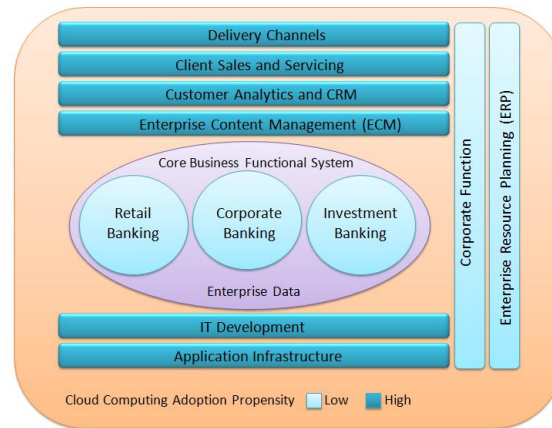 Delivery Channels
Client Sales and Servicing
Customer Analytics and CRM
Enterprise Content Management (ECM)
Core Business Functional System
Retail
Banking
Corporate
Banking
Investment
Banking
Enterprise Data
IT Development
Application Infrastructure
Corporate Function
Enterprise Resource Planning (ERP)
Cloud Computing Adoption Propensity Low High